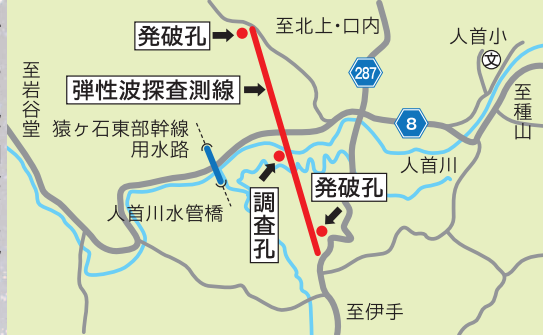 発破孔
至北上・口内
人首小
文
287
至岩谷堂
弾性波探査測線
8
至種山
猿ヶ石東部幹線
用水路
人首川
調査孔
発破孔
人首川水管橋
至伊手